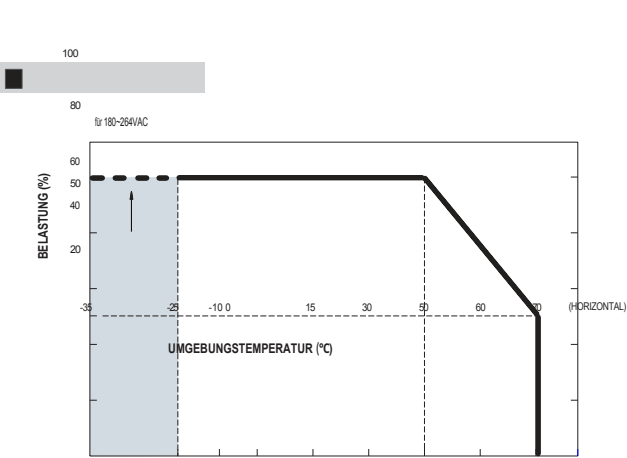 100
80
für 180~264VAC
60
50
40
BELASTUNG (%)
20
-35 -25 -10 0 15 30 50 60 70 (HORIZONTAL)
UMGEBUNGSTEMPERATUR (℃)